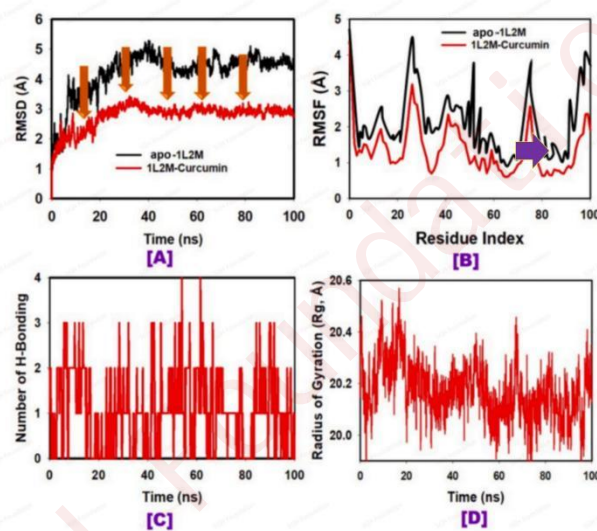 6
5
4
3
2
1
0
RMSD (Å)
apo-1L2M
1L2M-Curcumin
0 20 40 60 80 100
Time (ns)
[A]
5
4
3
2
1
0
RMSF (Å)
apo-1L2M
1L2M-Curcumin
0 20 40 60 80 100
Residue Index
[B]
4
3
2
1
0
Number of H-Bonding
0 20 40 60 80 100
Time (ns)
[C]
20.6
20.4
20.2
20.0
Radius of Gyration (Rg, Å)
0 20 40 60 80 100
Time (ns)
[D]